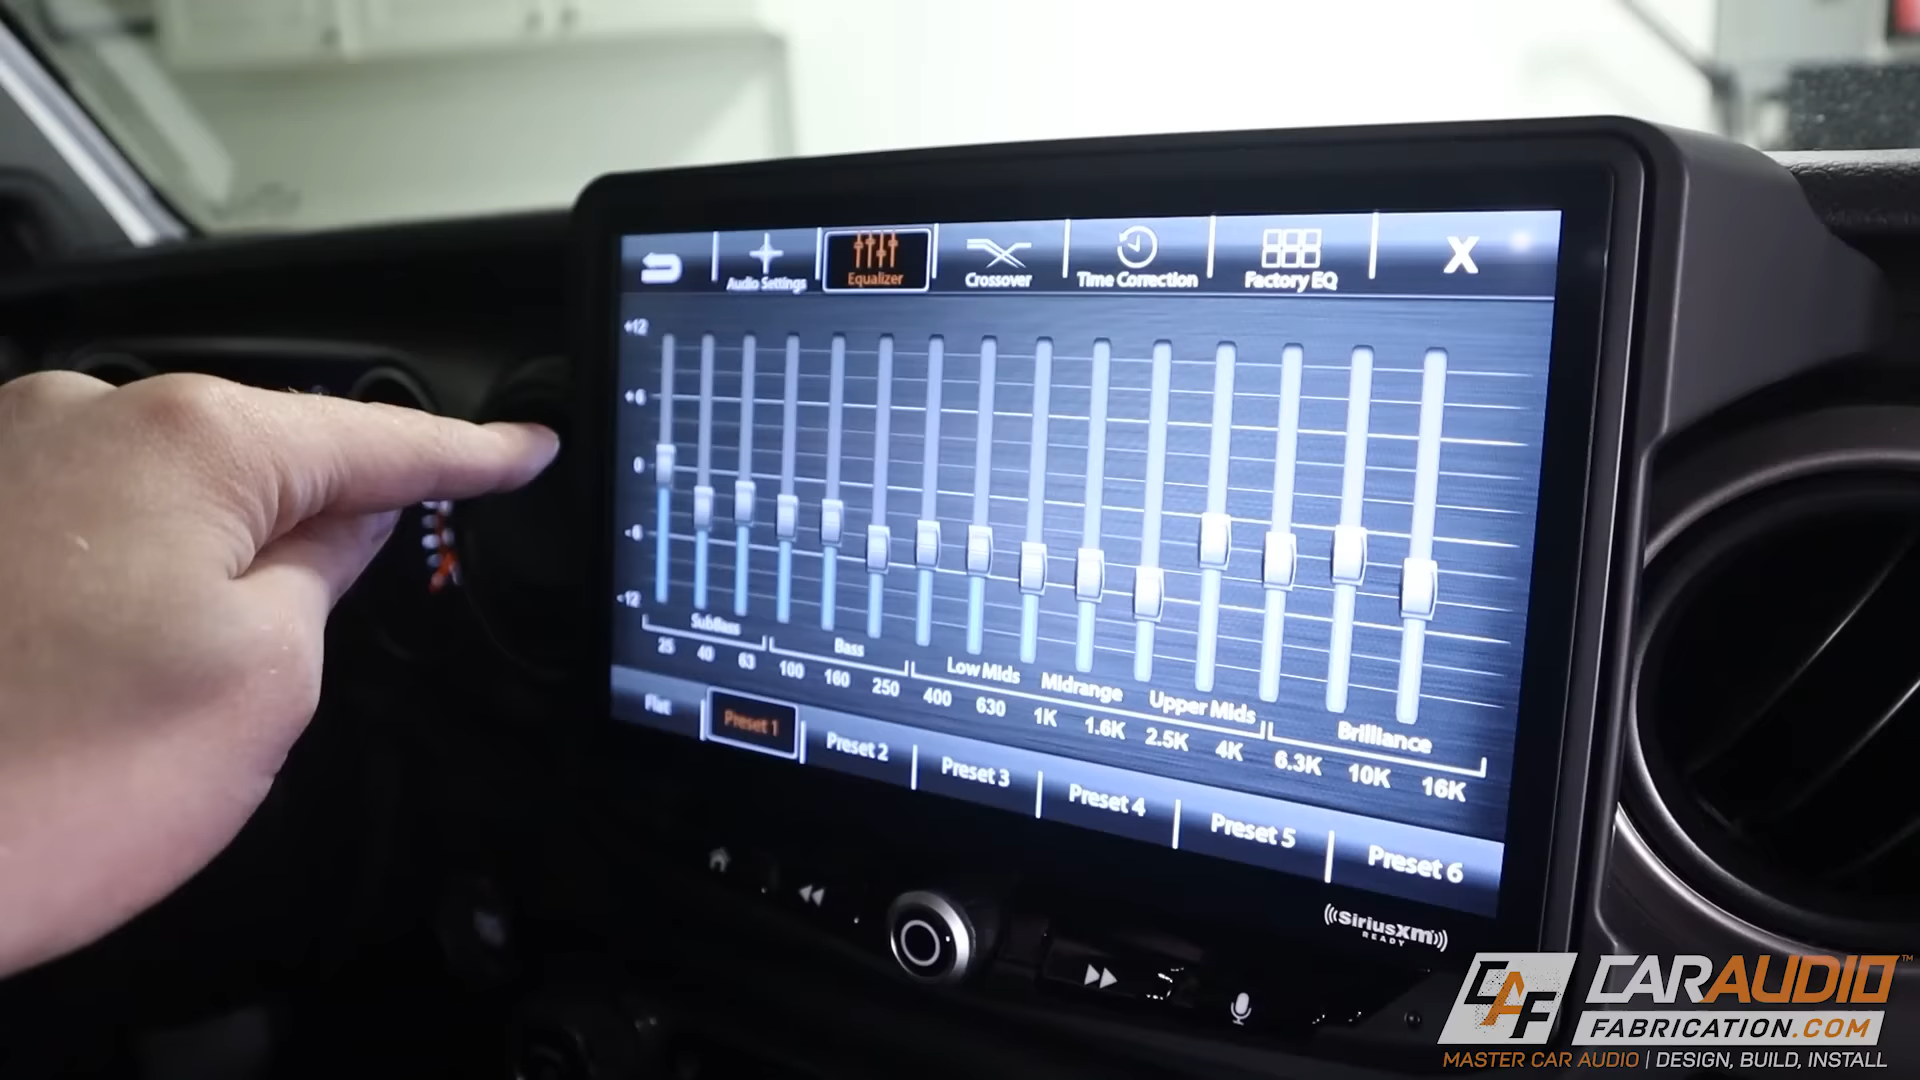 Audio Settings
Equalizer
Crossover
Time Correction
Factory EQ
X
+12
+6
0
-6
-12
SubBass
Bass
Low Mids
Midrange
Upper Mids
Brilliance
25 40 63 100 160 250 400 630 1K 1.6K 2.5K 4K 6.3K 10K 16K
Flat
Preset 1
Preset 2
Preset 3
Preset 4
Preset 5
Preset 6
SiriusXM
READY
CAF
CARAUDIO™
FABRICATION.COM
MASTER CAR AUDIO | DESIGN, BUILD, INSTALL